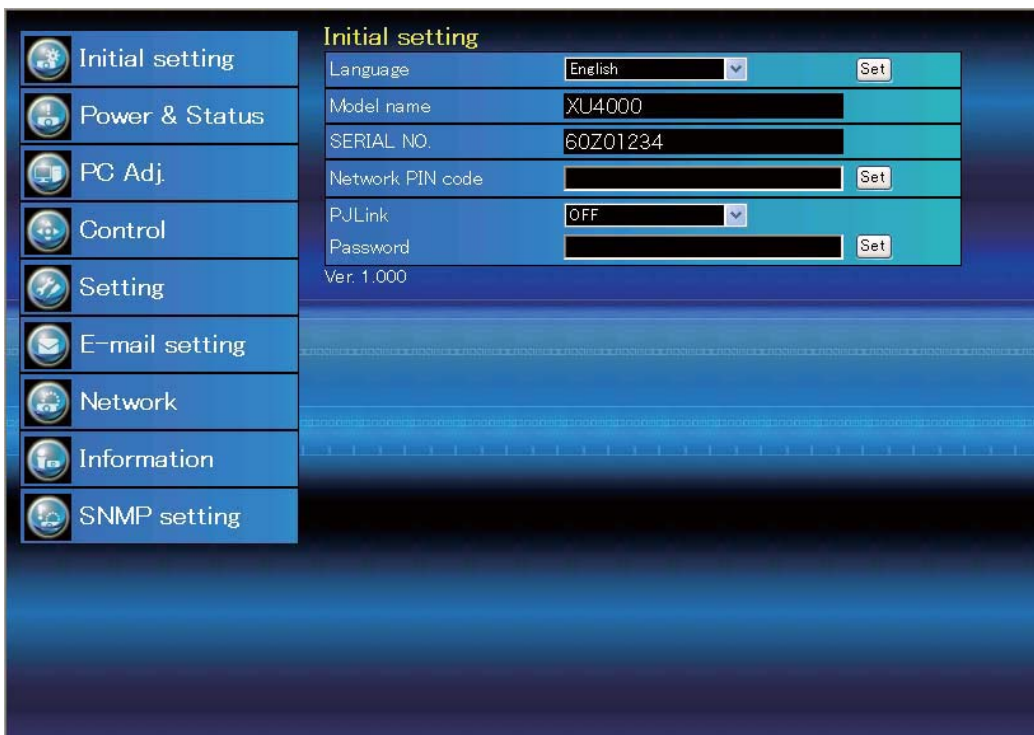 Initial setting
Power & Status
PC Adj.
Control
Setting
E-mail setting
Network
Information
SNMP setting
Initial setting
Language English Set
Model name XU4000
SERIAL NO. 60Z01234
Network PIN code Set
PJLink OFF
Password Set
Ver. 1.000